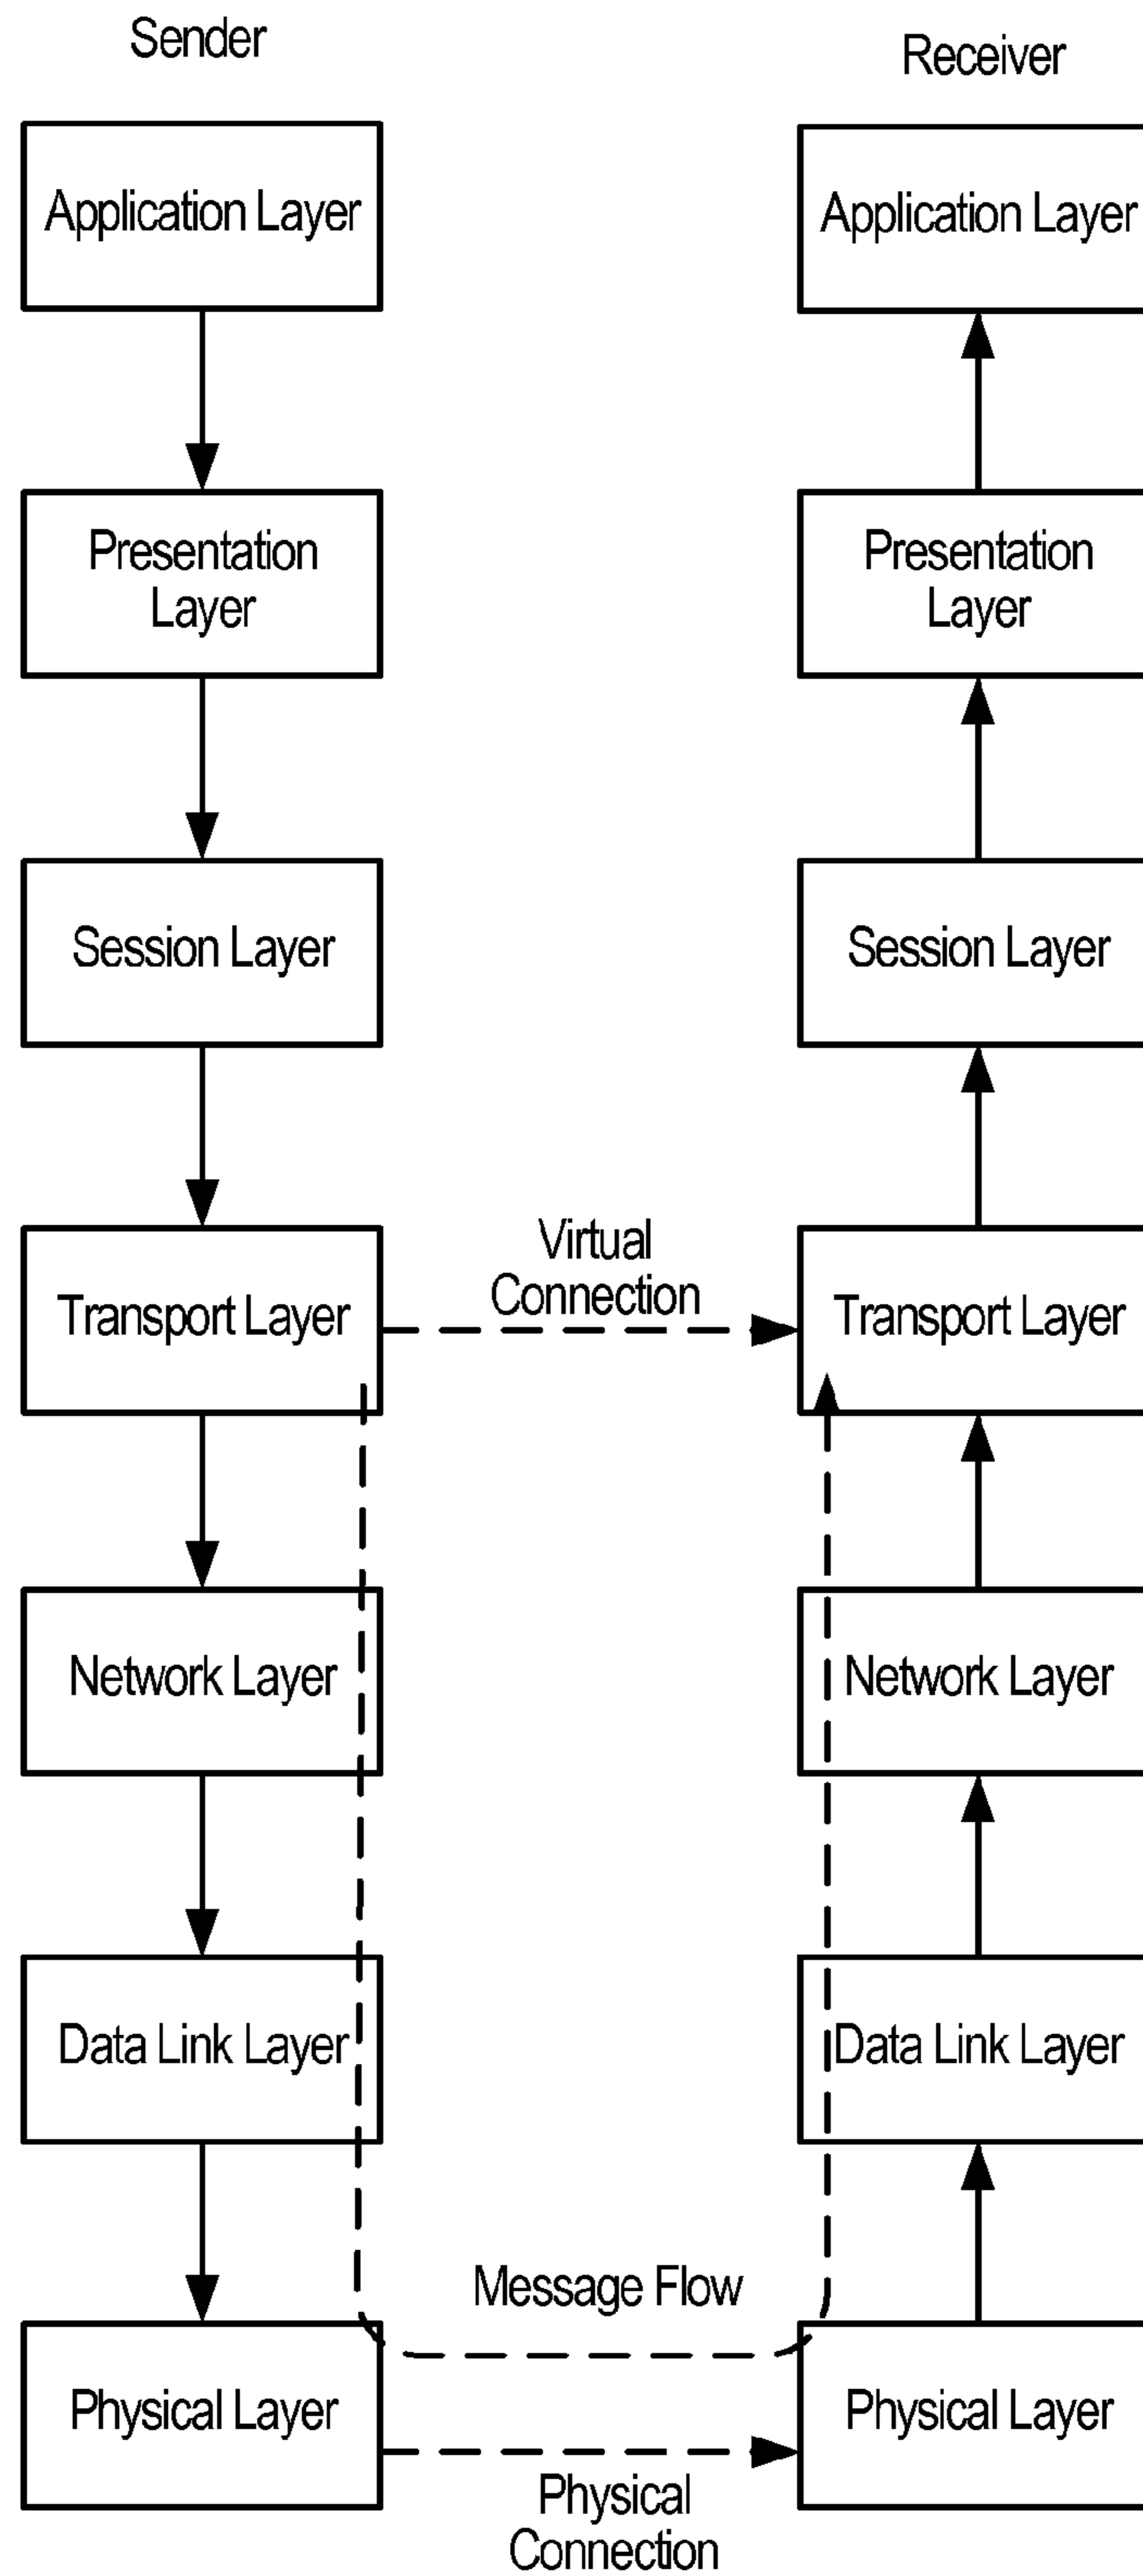 Sender
Receiver
Application Layer
Application Layer
Presentation
Layer
Presentation
Layer
Session Layer
Session Layer
Virtual
Connection
Transport Layer
Transport Layer
Network Layer
Network Layer
Data Link Layer
Data Link Layer
Message Flow
Physical Layer
Physical Layer
Physical
Connection